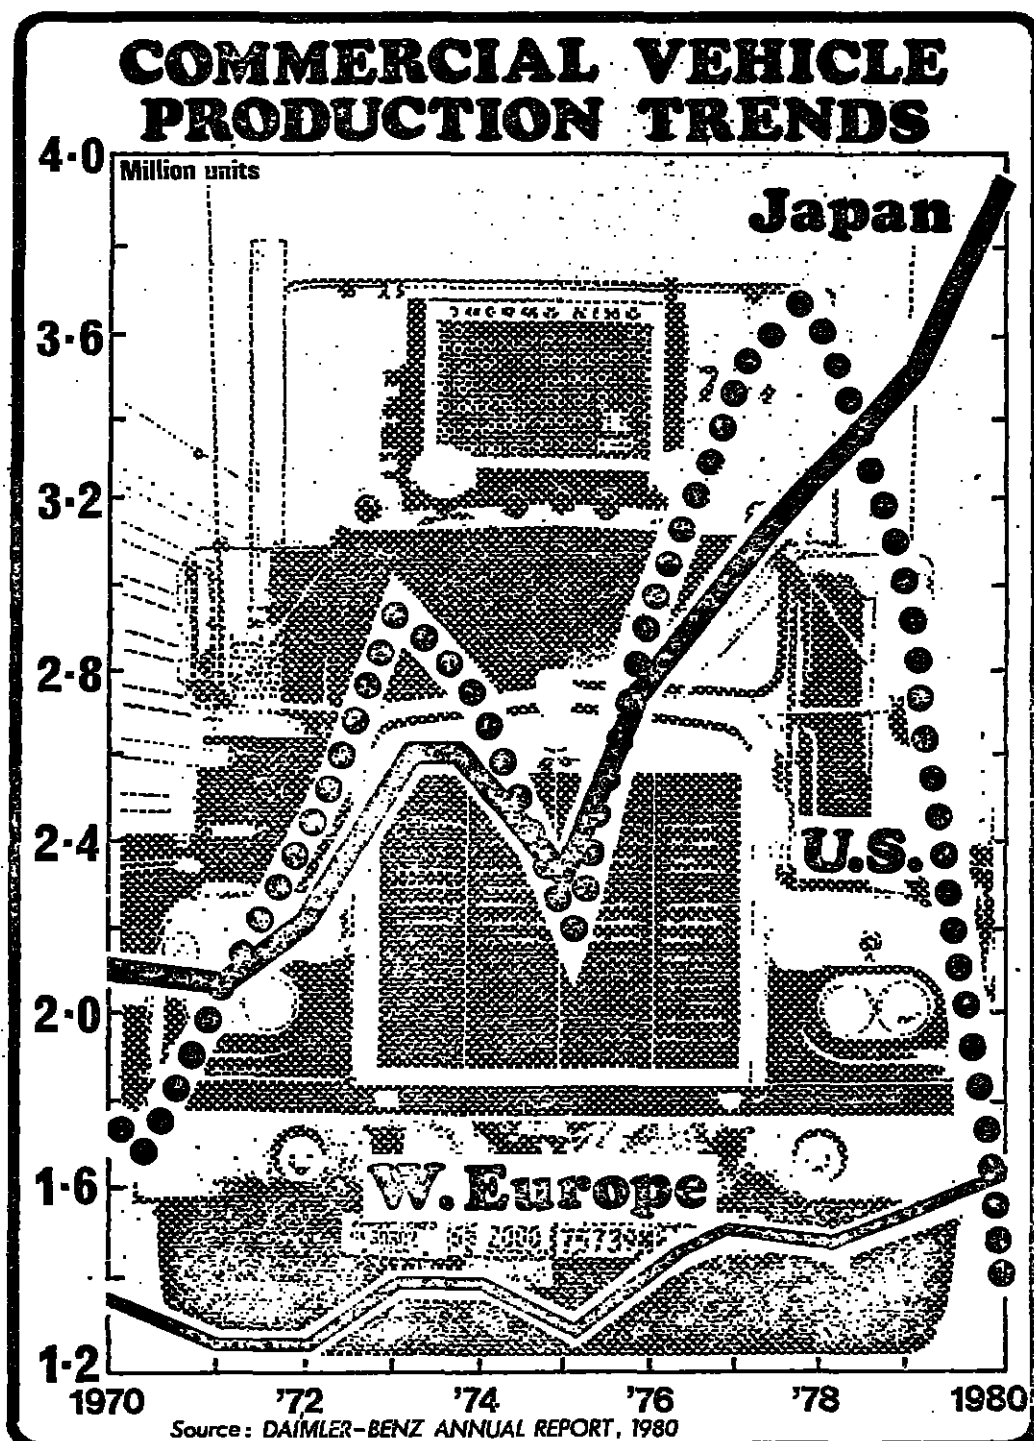 COMMERCIAL VEHICLE
PRODUCTION TRENDS
4·0
Million units
Japan
3·6
3·2
2·8
2·4
U.S.
2·0
1·6
W. Europe
1·2
1970 '72 '74 '76 '78 1980
Source: DAIMLER-BENZ ANNUAL REPORT, 1980